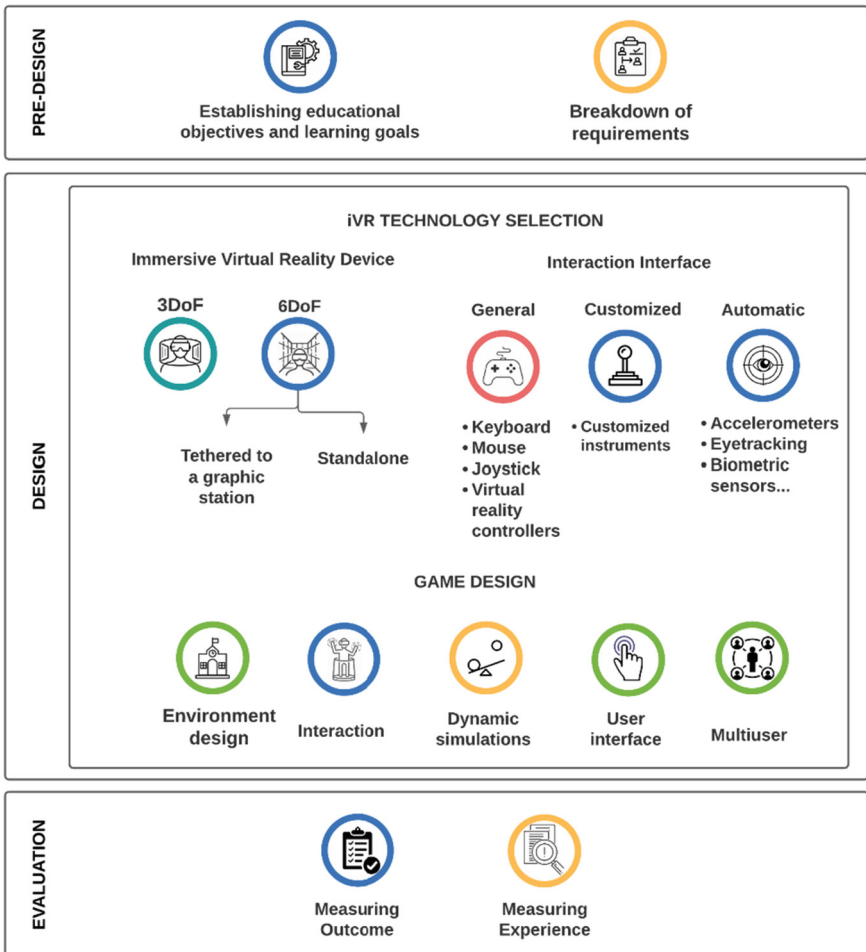 PRE-DESIGN
Establishing educational
objectives and learning goals
Breakdown of
requirements
DESIGN
iVR TECHNOLOGY SELECTION
Immersive Virtual Reality Device
3DoF
6DoF
Tethered to
a graphic
station
Standalone
Interaction Interface
General
• Keyboard
• Mouse
• Joystick
• Virtual
reality
controllers
Customized
• Customized
instruments
Automatic
• Accelerometers
• Eyetracking
• Biometric
sensors...
GAME DESIGN
Environment
design
Interaction
Dynamic
simulations
User
interface
Multiuser
EVALUATION
Measuring
Outcome
Measuring
Experience